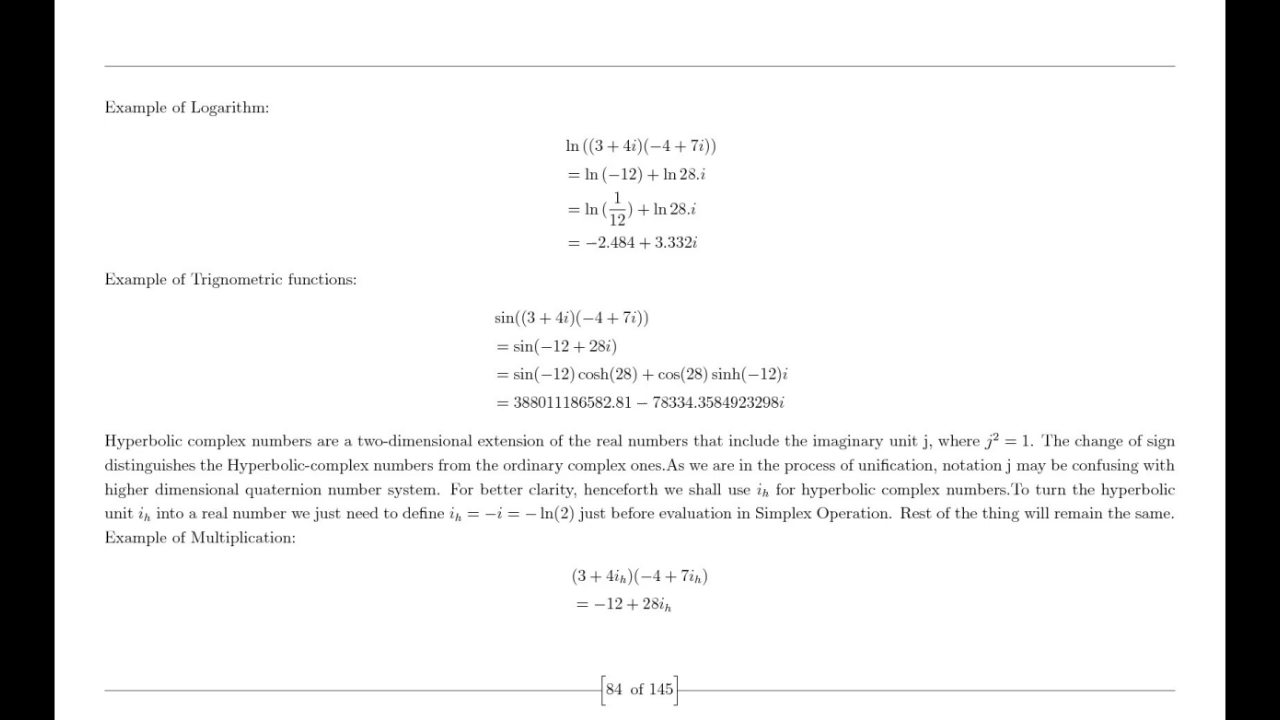 Example of Logarithm:
ln ((3 + 4i)(−4 + 7i))
= ln (−12) + ln 28.i
= ln (1/12) + ln 28.i
= −2.484 + 3.332i
Example of Trignometric functions:
sin((3 + 4i)(−4 + 7i))
= sin(−12 + 28i)
= sin(−12) cosh(28) + cos(28) sinh(−12)i
= 388011186582.81 − 78334.3584923298i
Hyperbolic complex numbers are a two-dimensional extension of the real numbers that include the imaginary unit j, where j² = 1. The change of sign
distinguishes the Hyperbolic-complex numbers from the ordinary complex ones.As we are in the process of unification, notation j may be confusing with
higher dimensional quaternion number system. For better clarity, henceforth we shall use iₕ for hyperbolic complex numbers.To turn the hyperbolic
unit iₕ into a real number we just need to define iₕ = −i = − ln(2) just before evaluation in Simplex Operation. Rest of the thing will remain the same.
Example of Multiplication:
(3 + 4iₕ)(−4 + 7iₕ)
= −12 + 28iₕ
[84 of 145]